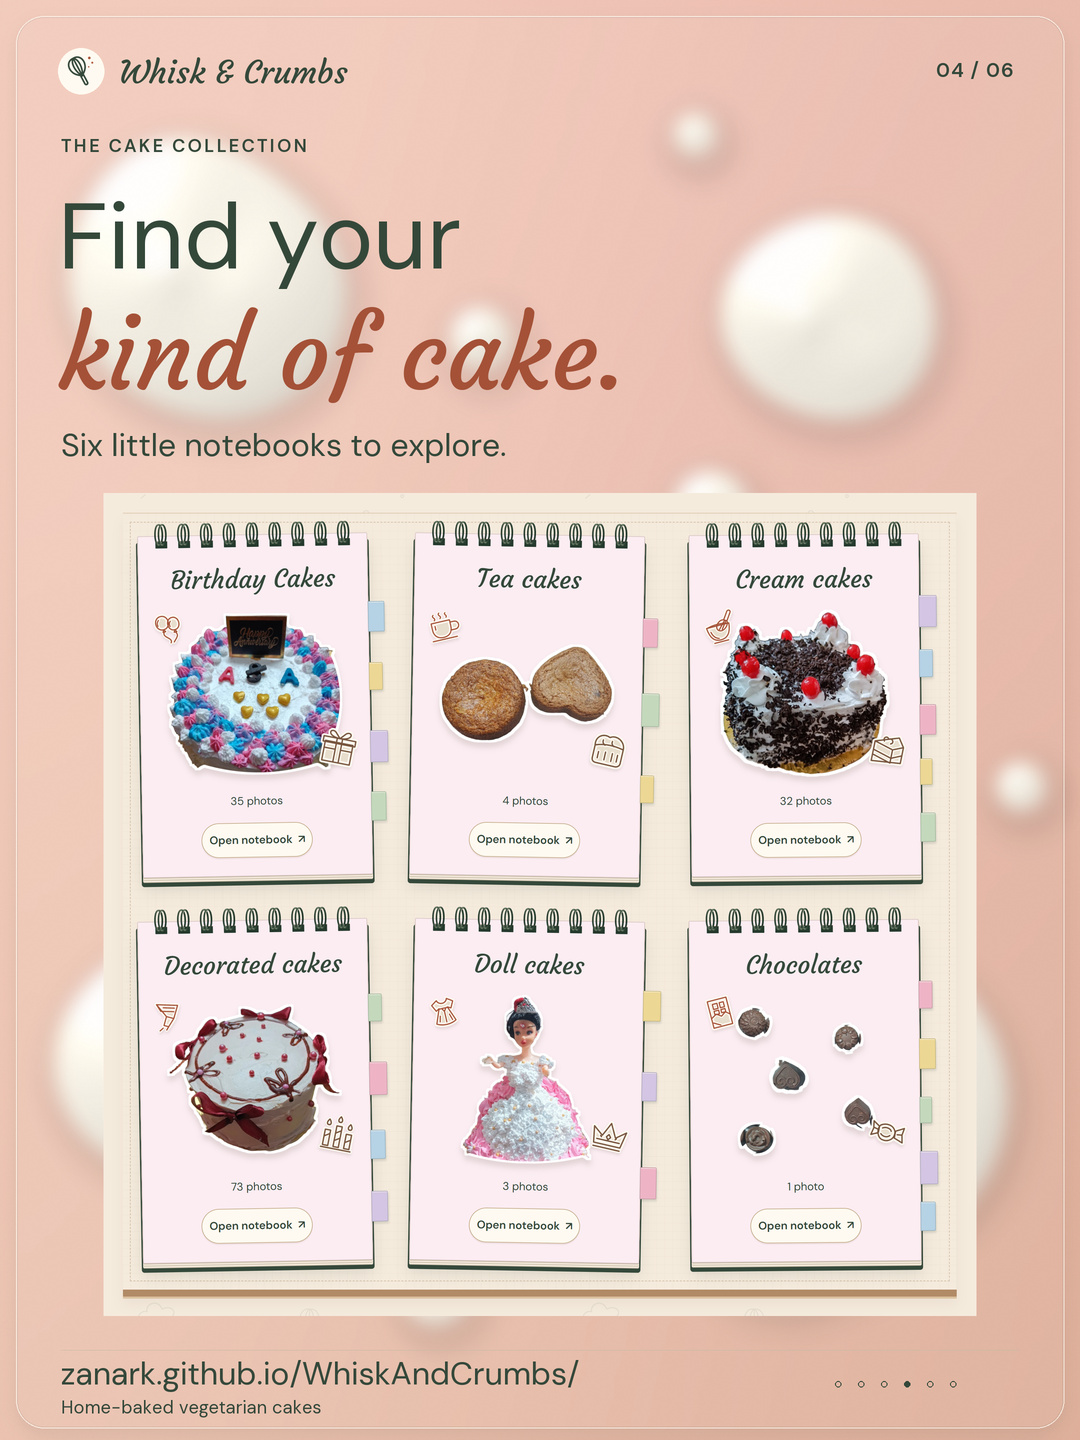 Whisk & Crumbs
04 / 06
THE CAKE COLLECTION
Find your
kind of cake.
Six little notebooks to explore.
Birthday Cakes
Happy
Anniversary
A & A
35 photos
Open notebook ↗
Tea cakes
4 photos
Open notebook ↗
Cream cakes
32 photos
Open notebook ↗
Decorated cakes
73 photos
Open notebook ↗
Doll cakes
3 photos
Open notebook ↗
Chocolates
1 photo
Open notebook ↗
zanark.github.io/WhiskAndCrumbs/
Home-baked vegetarian cakes